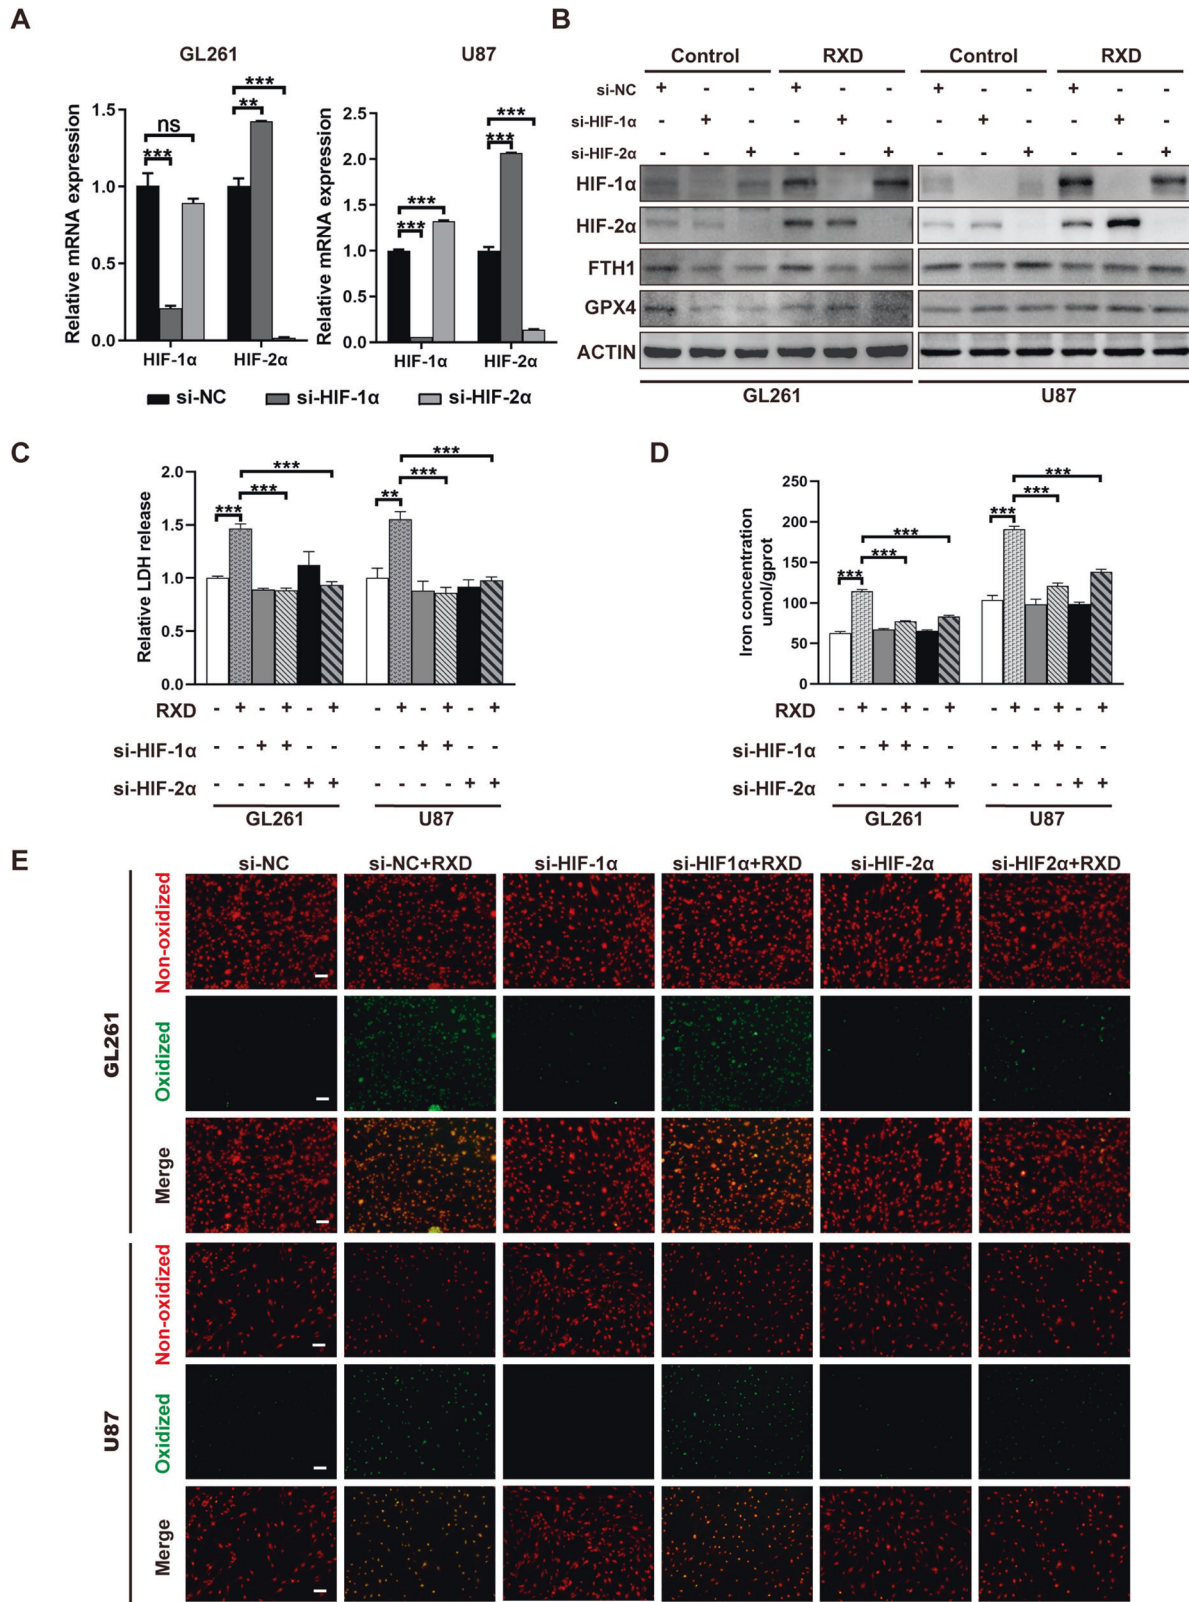 A
GL261
U87
Relative mRNA expression
1.5
1.0
0.5
0.0
ns
***
***
**
HIF-1α
HIF-2α
Relative mRNA expression
2.5
2.0
1.5
1.0
0.5
0.0
***
***
***
***
HIF-1α
HIF-2α
si-NC
si-HIF-1α
si-HIF-2α
B
Control
RXD
Control
RXD
si-NC + - - + - - + - - + - -
si-HIF-1α - + - - + - - + - - + -
si-HIF-2α - - + - - + - - + - - +
HIF-1α
HIF-2α
FTH1
GPX4
ACTIN
GL261
U87
C
Relative LDH release
2.0
1.5
1.0
0.5
0.0
***
***
***
***
***
**
RXD - + - + - + - + - + - +
si-HIF-1α - - + + - - - - + + - -
si-HIF-2α - - - - + + - - - - + +
GL261
U87
D
Iron concentration
umol/gprot
250
200
150
100
50
0
***
***
***
***
***
***
RXD - + - + - + - + - + - +
si-HIF-1α - - + + - - - - + + - -
si-HIF-2α - - - - + + - - - - + +
GL261
U87
E
si-NC
si-NC+RXD
si-HIF-1α
si-HIF1α+RXD
si-HIF-2α
si-HIF2α+RXD
GL261
Non-oxidized
Oxidized
Merge
U87
Non-oxidized
Oxidized
Merge